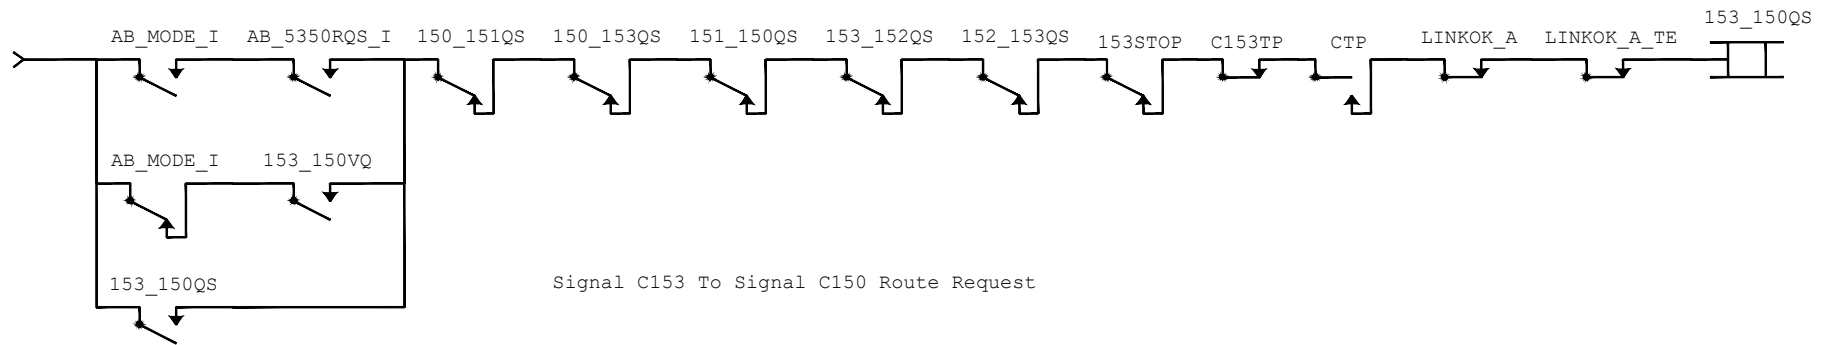 153_150QS
AB_MODE_I AB_5350RQS_I 150_151QS 150_153QS 151_150QS 153_152QS 152_153QS 153STOP C153TP CTP LINKOK_A LINKOK_A_TE
AB_MODE_I 153_150VQ
153_150QS
Signal C153 To Signal C150 Route Request